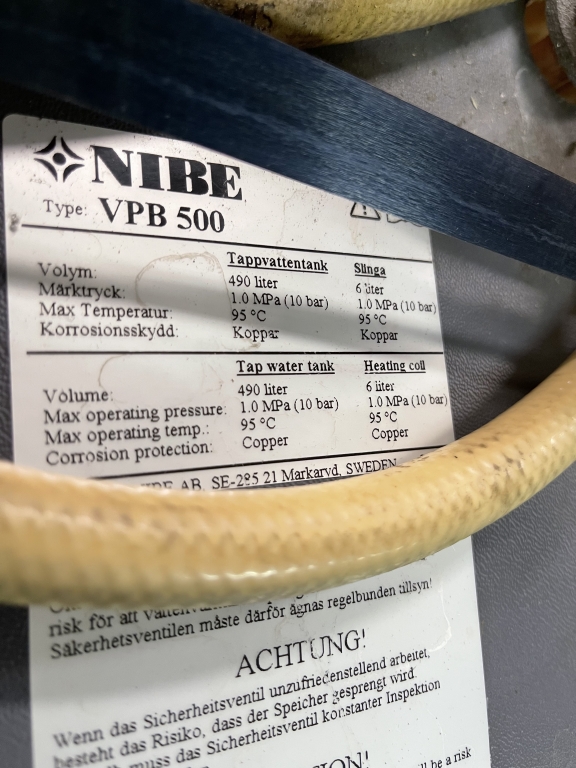 NIBE
Type: VPB 500
Tappvattentank Slinga
Volym: 490 liter 6 liter
Märktryck: 1.0 MPa (10 bar) 1.0 MPa (10 bar)
Max Temperatur: 95 °C 95 °C
Korrosionsskydd: Koppar Koppar
Tap water tank Heating coil
Volume: 490 liter 6 liter
Max operating pressure: 1.0 MPa (10 bar) 1.0 MPa (10 bar)
Max operating temp.: 95 °C 95 °C
Corrosion protection: Copper Copper
AB, SE-285 21 Markaryd, SWEDEN
risk för att
Säkerhetsventilen måste därför ägnas regelbunden tillsyn!
ACHTUNG!
Wenn das Sicherheitsventil unzufriedenstellend arbeitet,
besteht das Risiko, dass der Speicher gesprengt wird.
muss das Sicherheitsventil konstanter Inspektion
be a risk